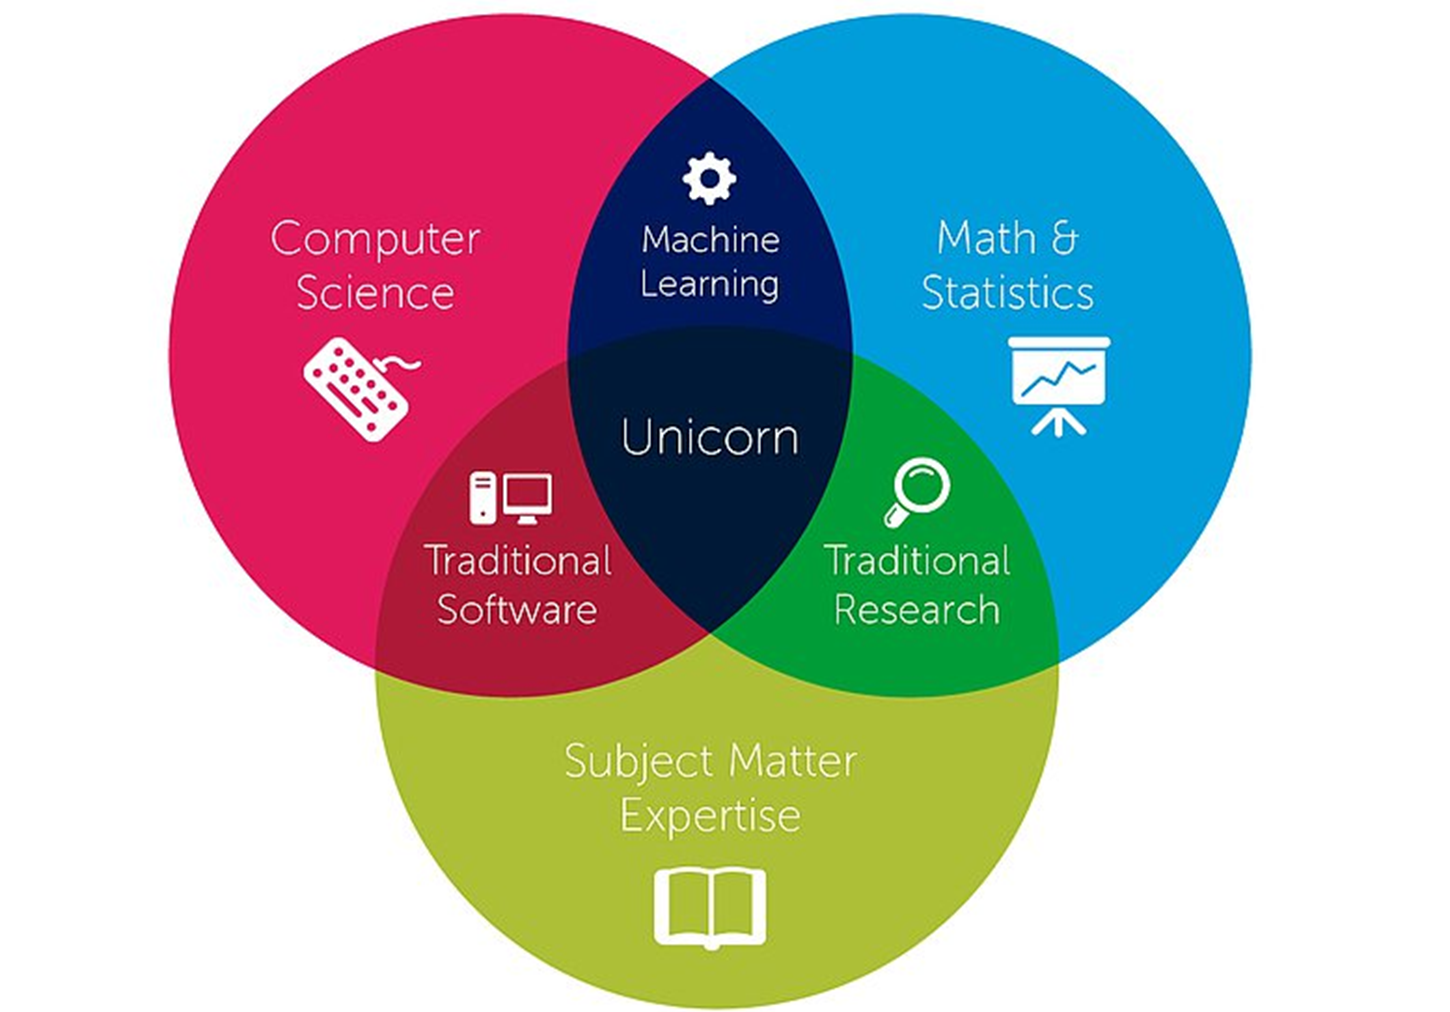 Computer
Science
Machine
Learning
Math &
Statistics
Unicorn
Traditional
Software
Traditional
Research
Subject Matter
Expertise